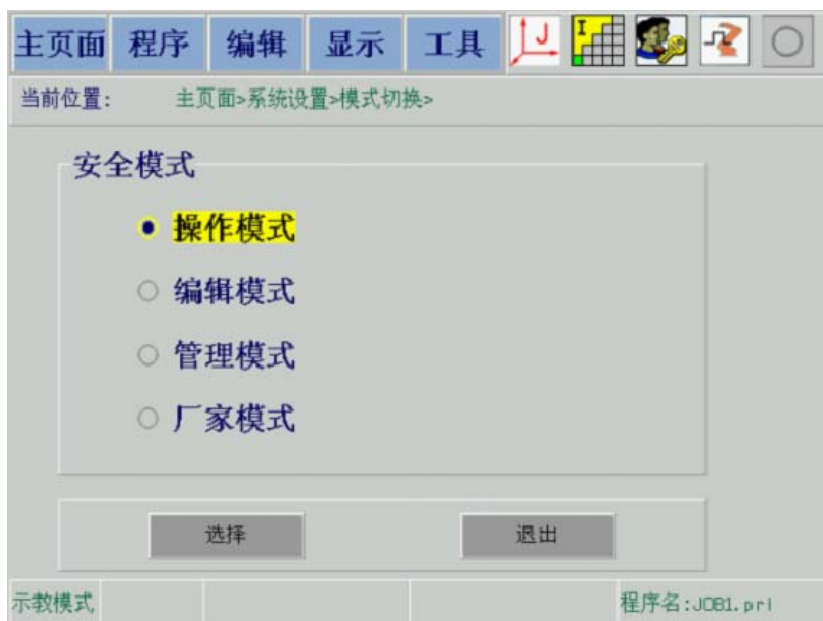 主页面 程序 编辑 显示 工具 J I
当前位置: 主页面>系统设置>模式切换>
安全模式
操作模式
编辑模式
管理模式
厂家模式
选择 退出
示教模式 程序名:JOB1.prl